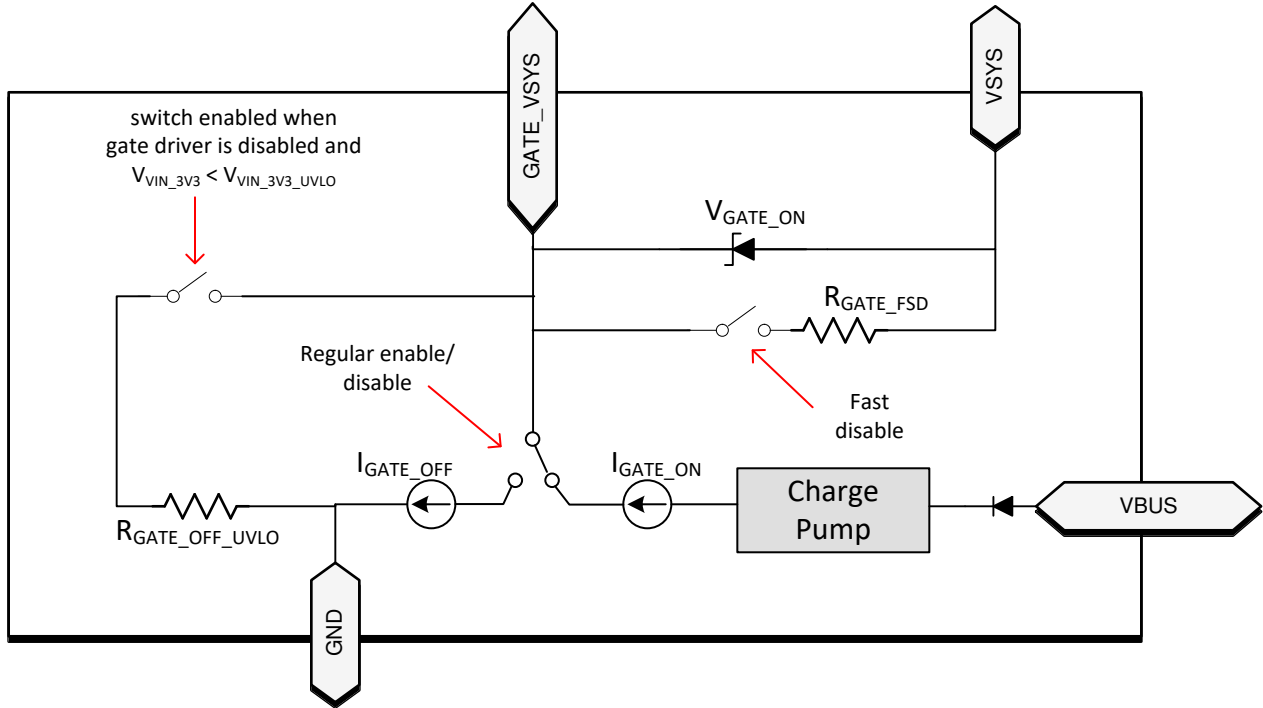 GATE_VSYS
VSYS
switch enabled when
gate driver is disabled and
VVIN_3V3 < VVIN_3V3_UVLO
VGATE_ON
RGATE_FSD
Regular enable/
disable
Fast
disable
IGATE_OFF
IGATE_ON
Charge
Pump
VBUS
RGATE_OFF_UVLO
GND